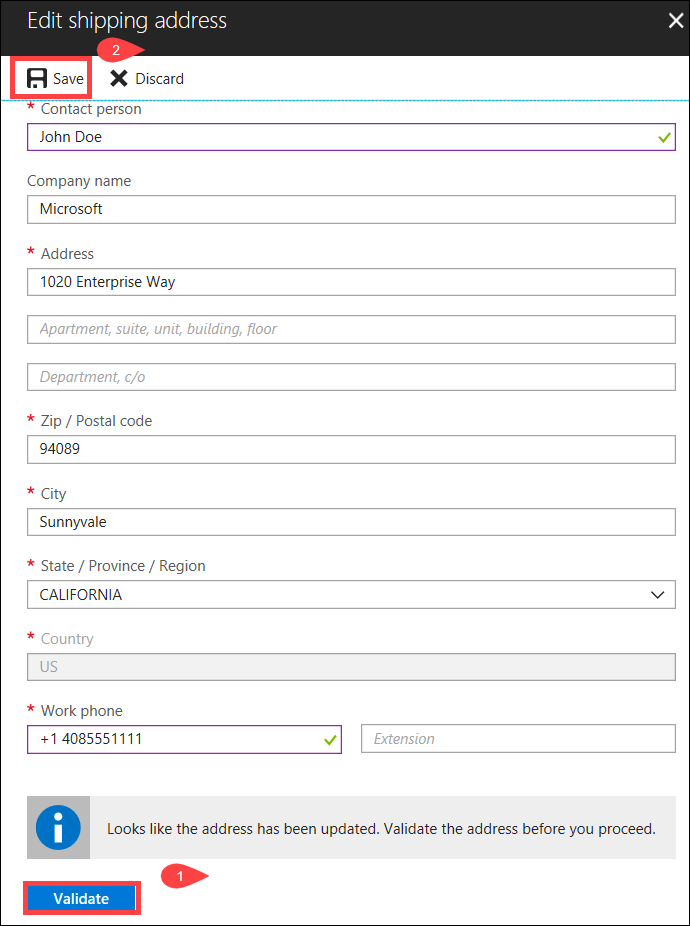 Edit shipping address
2
Save Discard
* Contact person
John Doe
Company name
Microsoft
* Address
1020 Enterprise Way
Apartment, suite, unit, building, floor
Department, c/o
* Zip / Postal code
94089
* City
Sunnyvale
* State / Province / Region
CALIFORNIA
* Country
US
* Work phone
+1 4085551111 Extension
Looks like the address has been updated. Validate the address before you proceed.
1
Validate